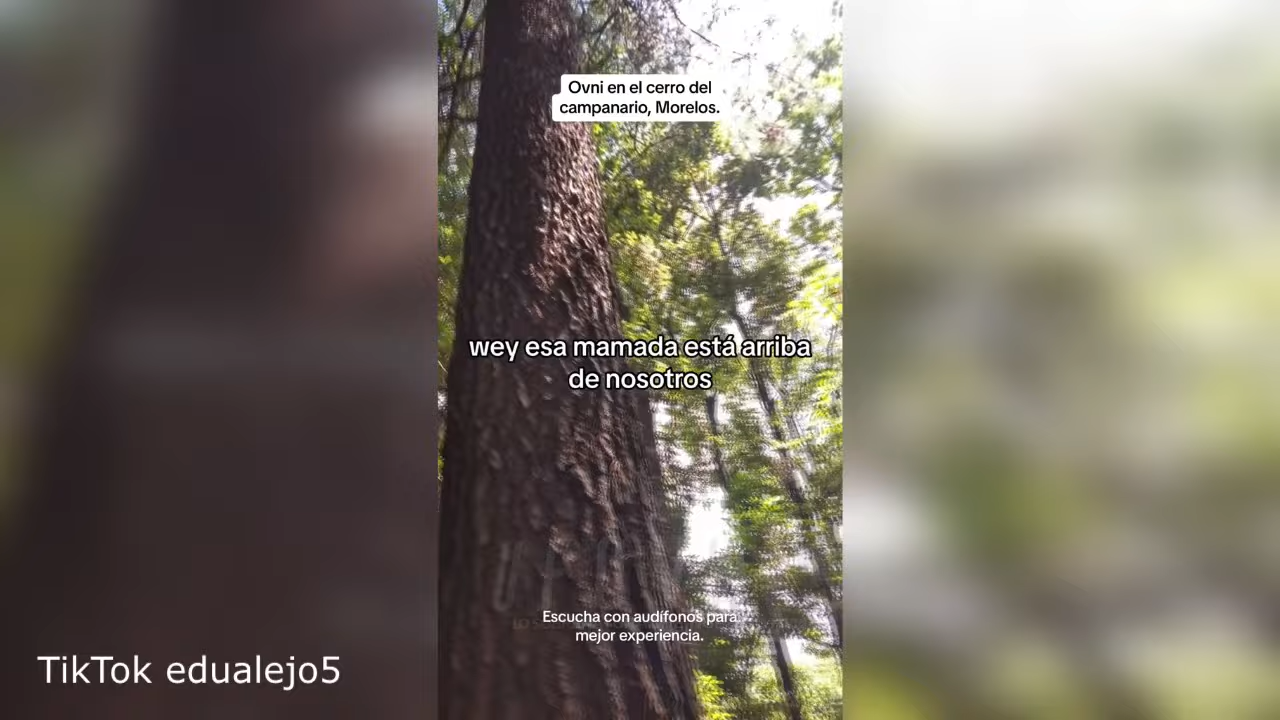 Ovni en el cerro del
campanario, Morelos.
wey esa mamada está arriba
de nosotros
Escucha con audífonos para
mejor experiencia.
TikTok edualejo5